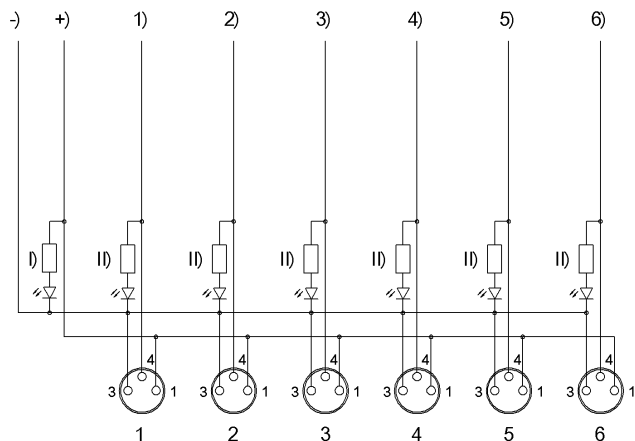 -) +) 1) 2) 3) 4) 5) 6)
I) II) II) II) II) II) II)
4 4 4 4 4 4
3 1 3 1 3 1 3 1 3 1 3 1
1 2 3 4 5 6